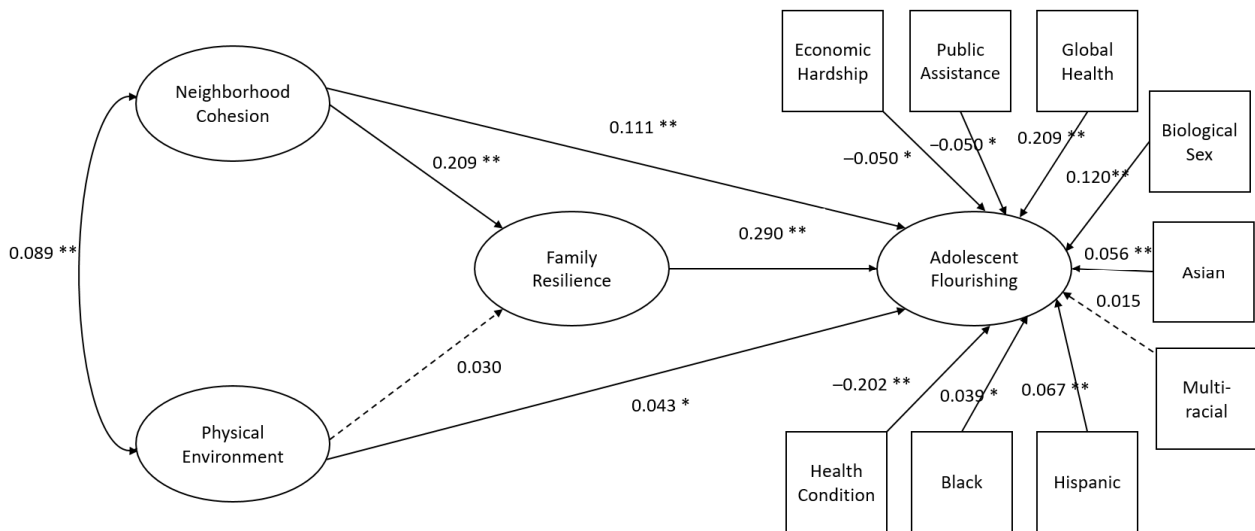 Economic
Hardship
Public
Assistance
Global
Health
Biological
Sex
Neighborhood
Cohesion
0.111 **
0.209 **
–0.050 *
–0.050 *
0.209 **
0.120**
0.089 **
Family
Resilience
0.290 **
Adolescent
Flourishing
0.056 **
Asian
0.015
0.030
0.043 *
–0.202 **
0.039 *
0.067 **
Multi-
racial
Physical
Environment
Health
Condition
Black
Hispanic